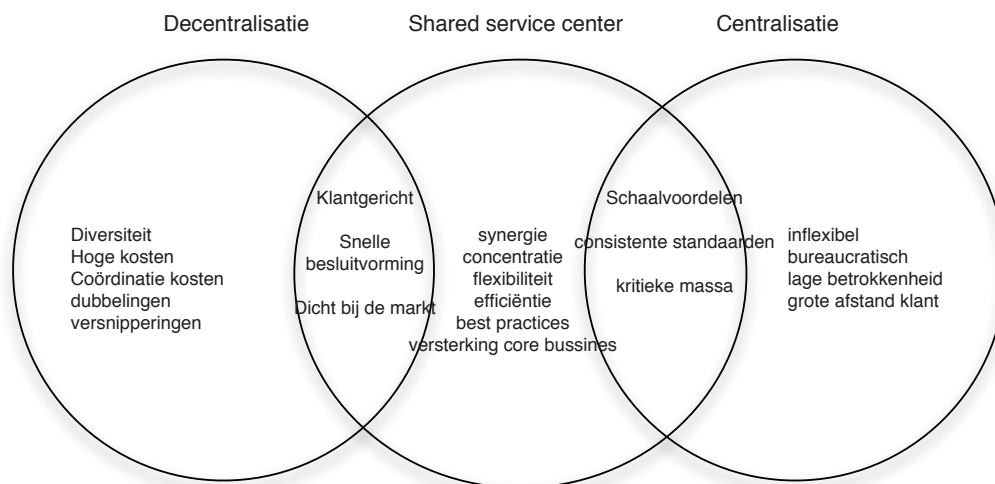 Decentralisatie
Shared service center
Centralisatie
Diversiteit
Hoge kosten
Coördinatie kosten
dubbelingen
versnipperingen
Klantgericht
Snelle
besluitvorming
Dicht bij de markt
synergie
concentratie
flexibiliteit
efficiëntie
best practices
versterking core bussines
Schaalvoordelen
consistente standaarden
kritieke massa
inflexibel
bureaucratisch
lage betrokkenheid
grote afstand klant